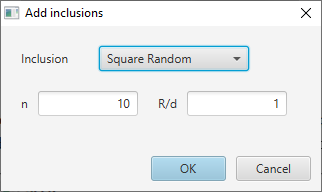 Add inclusions
Inclusion Square Random
n 10 R/d 1
OK Cancel